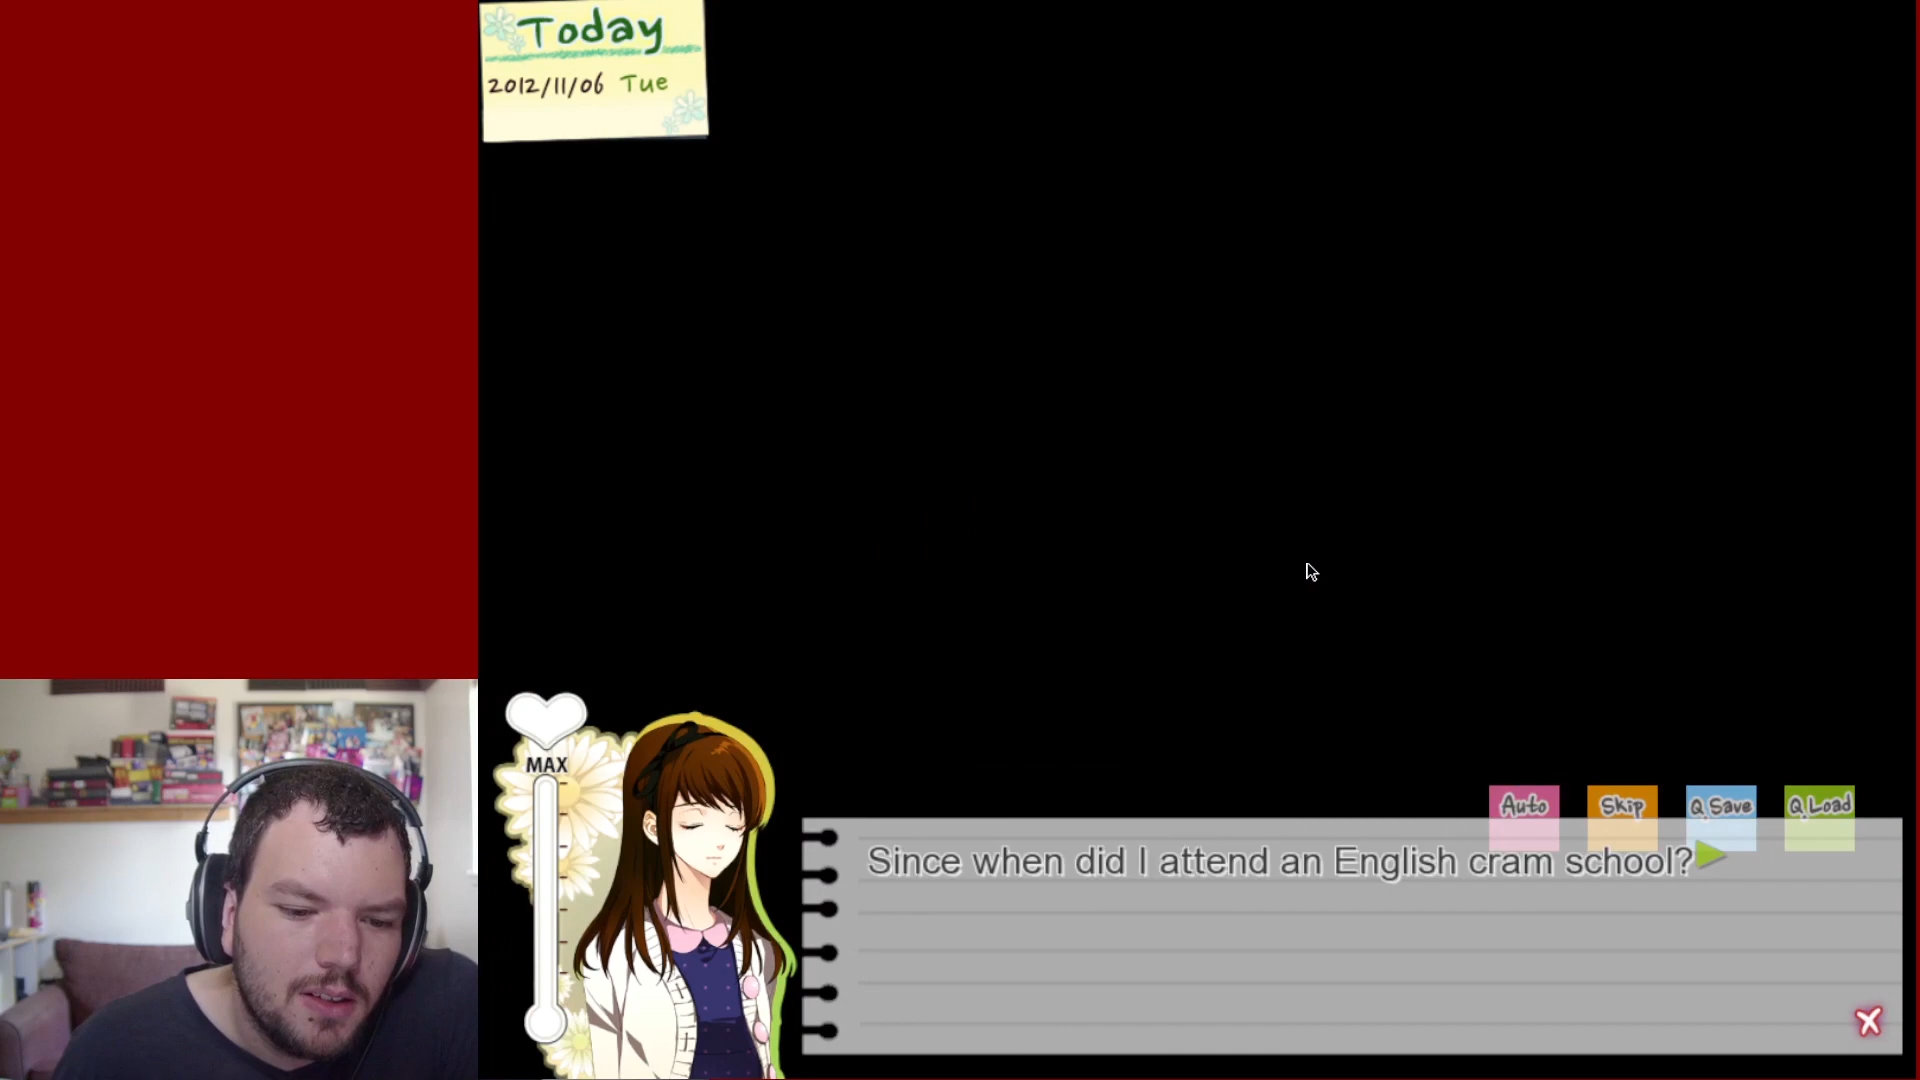 Today
2012/11/06 Tue
MAX
Auto
Skip
Q.Save
Q.Load
Since when did I attend an English cram school?